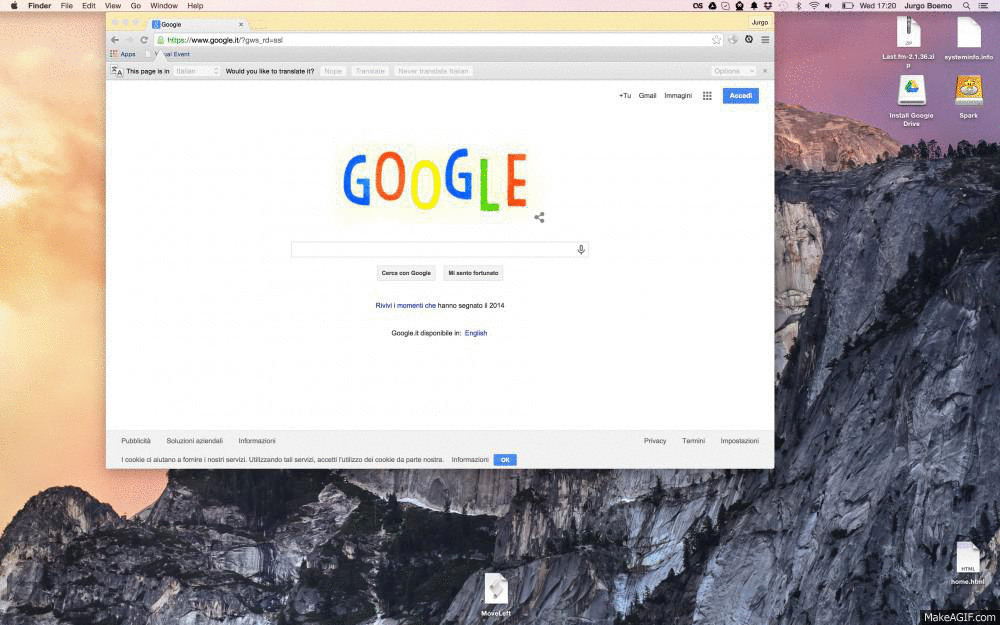 Finder File Edit View Go Window Help Wed 17:20 Jurgo Boemo
Google Jurgo
https://www.google.it/?gws_rd=ssl
Apps Visual Event
This page is in Italian Would you like to translate it? Nope Translate Never translate Italian Options
+Tu Gmail Immagini Accedi
GOOGLE
Cerca con Google Mi sento fortunato
Rivivi i momenti che hanno segnato il 2014
Google.it disponibile in: English
Pubblicità Soluzioni aziendali Informazioni Privacy Termini Impostazioni
I cookie ci aiutano a fornire i nostri servizi. Utilizzando tali servizi, accetti l'utilizzo dei cookie da parte nostra. Informazioni OK
ZIP
Last.fm-2.1.36.zi
p
systeminfo.info
Install Google
Drive
Spark
HTML
home.html
MoveLeft
MakeAGIF.com